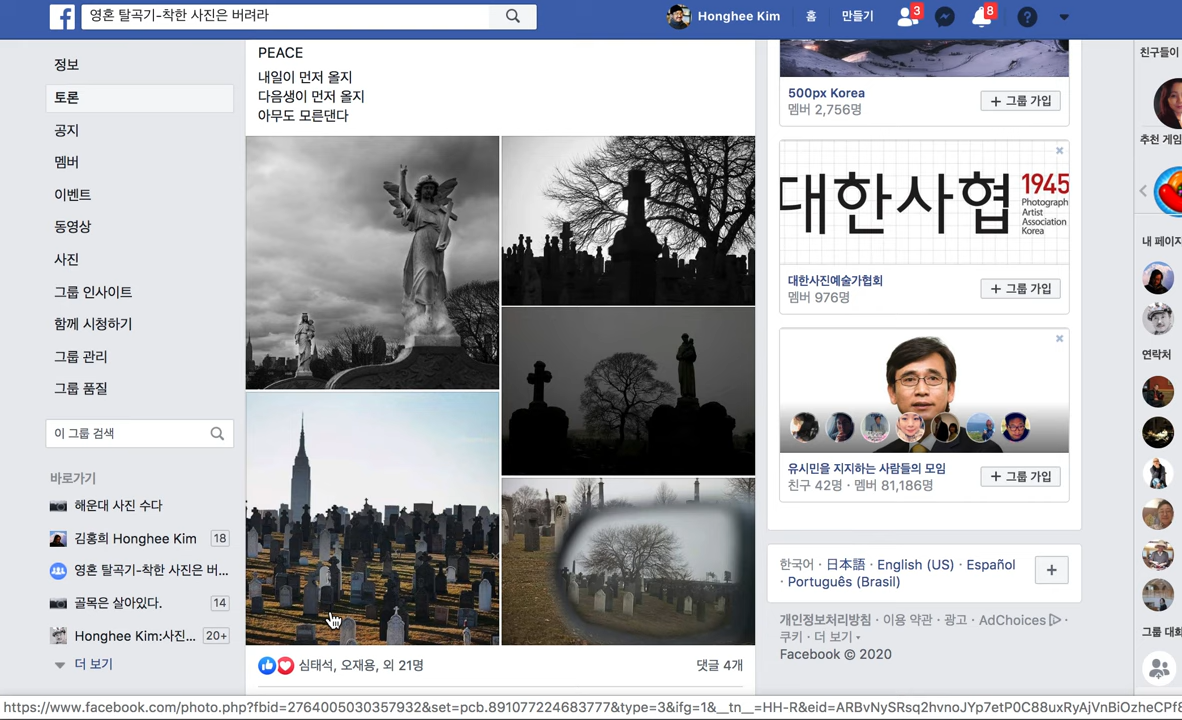 영혼 탈곡기-착한 사진은 버려라
Honghee Kim
홈
만들기
3
8
정보
토론
공지
멤버
이벤트
동영상
사진
그룹 인사이트
함께 시청하기
그룹 관리
그룹 품질
이 그룹 검색
바로가기
해운대 사진 수다
김홍희 Honghee Kim 18
영혼 탈곡기-착한 사진은 버...
골목은 살아있다. 14
Honghee Kim:사진... 20+
더 보기
PEACE
내일이 먼저 올지
다음생이 먼저 올지
아무도 모른댄다
심태석, 오재용, 외 21명
댓글 4개
500px Korea
멤버 2,756명
+ 그룹 가입
대한사협
1945
Photograph
Artist
Association
Korea
대한사진예술가협회
멤버 976명
+ 그룹 가입
유시민을 지지하는 사람들의 모임
친구 42명 · 멤버 81,186명
+ 그룹 가입
한국어 · 日本語 · English (US) · Español
· Português (Brasil)
개인정보처리방침 · 이용 약관 · 광고 · AdChoices ·
쿠키 · 더 보기
Facebook © 2020
친구들이
추천 게임
내 페이지
연락처
그룹 대화
https://www.facebook.com/photo.php?fbid=2764005030357932&set=pcb.891077224683777&type=3&ifg=1&__tn__=HH-R&eid=ARBvNySRsq2hvnoJYp7etP0C88uxRyAjVnBiOzheCPf8